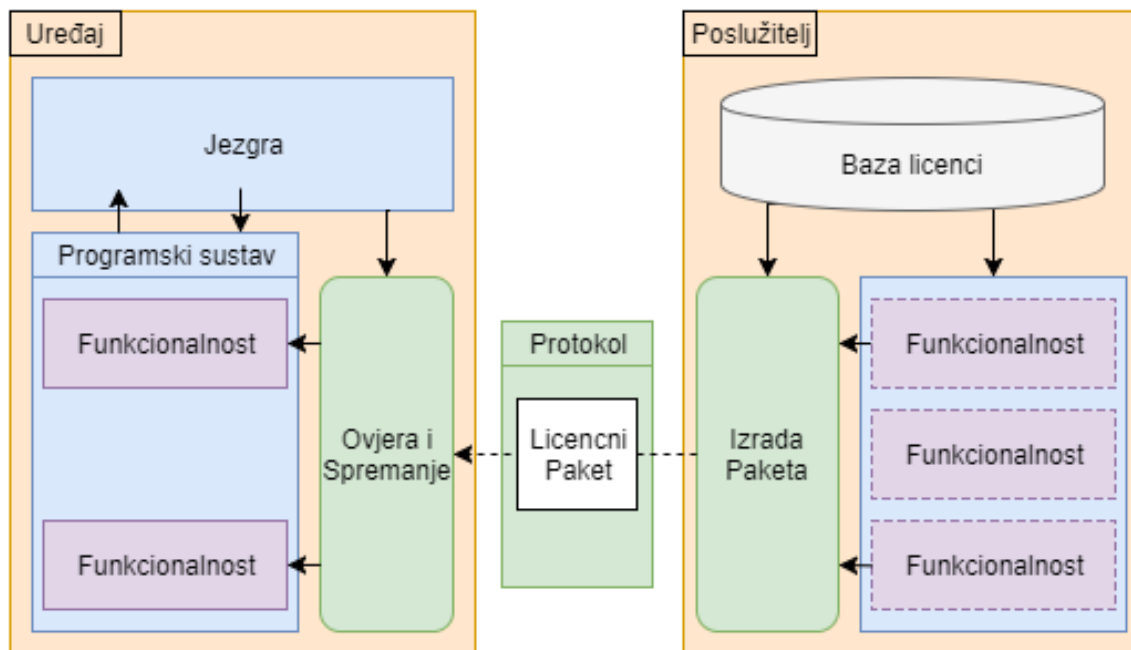 Uređaj
Jezgra
Programski sustav
Funkcionalnost
Funkcionalnost
Ovjera i
Spremanje
Protokol
Licencni
Paket
Poslužitelj
Baza licenci
Izrada
Paketa
Funkcionalnost
Funkcionalnost
Funkcionalnost